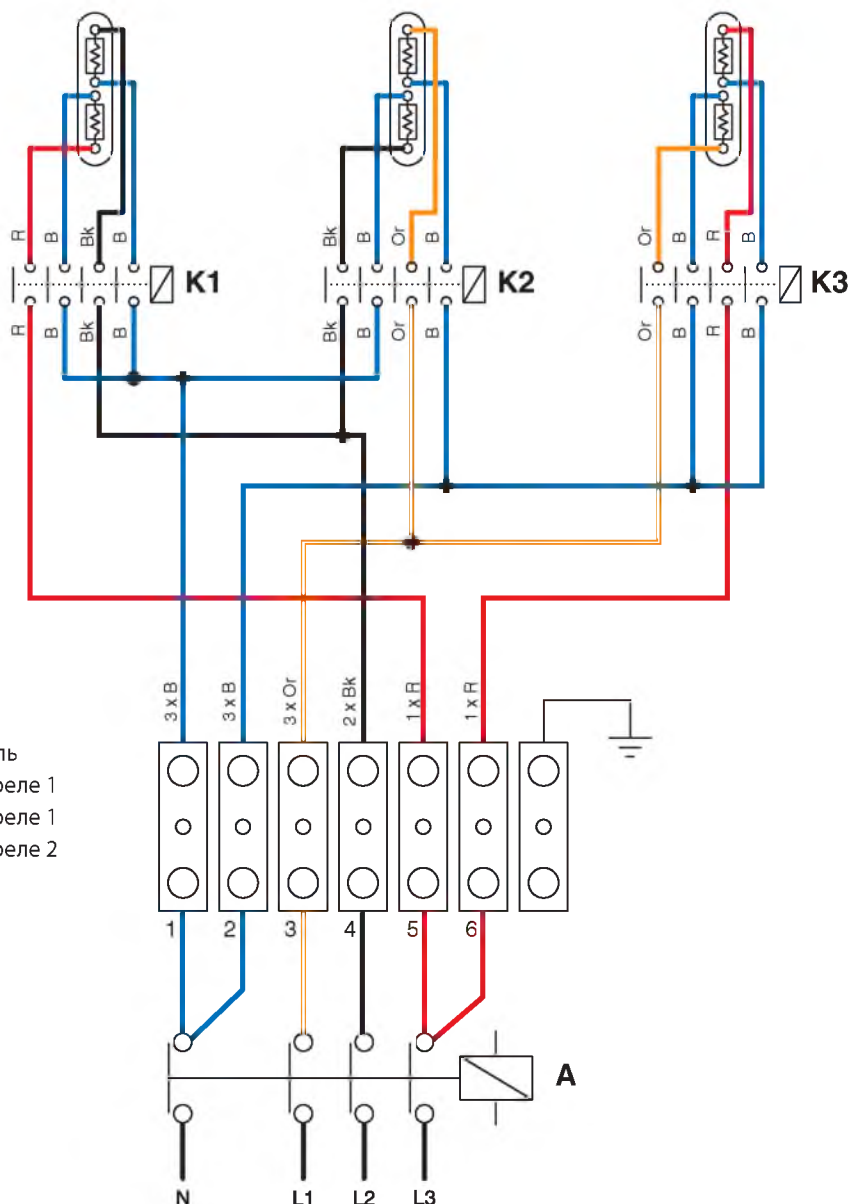 R B Bk B
K1
Bk B Or B
K2
Or B R B
K3
R B Bk B
Bk B Or B
Or B R B
3 x B
3 x B
3 x Or
2 x Bk
1 x R
1 x R
ль
реле 1
реле 1
реле 2
1 2 3 4 5 6
A
N L1 L2 L3